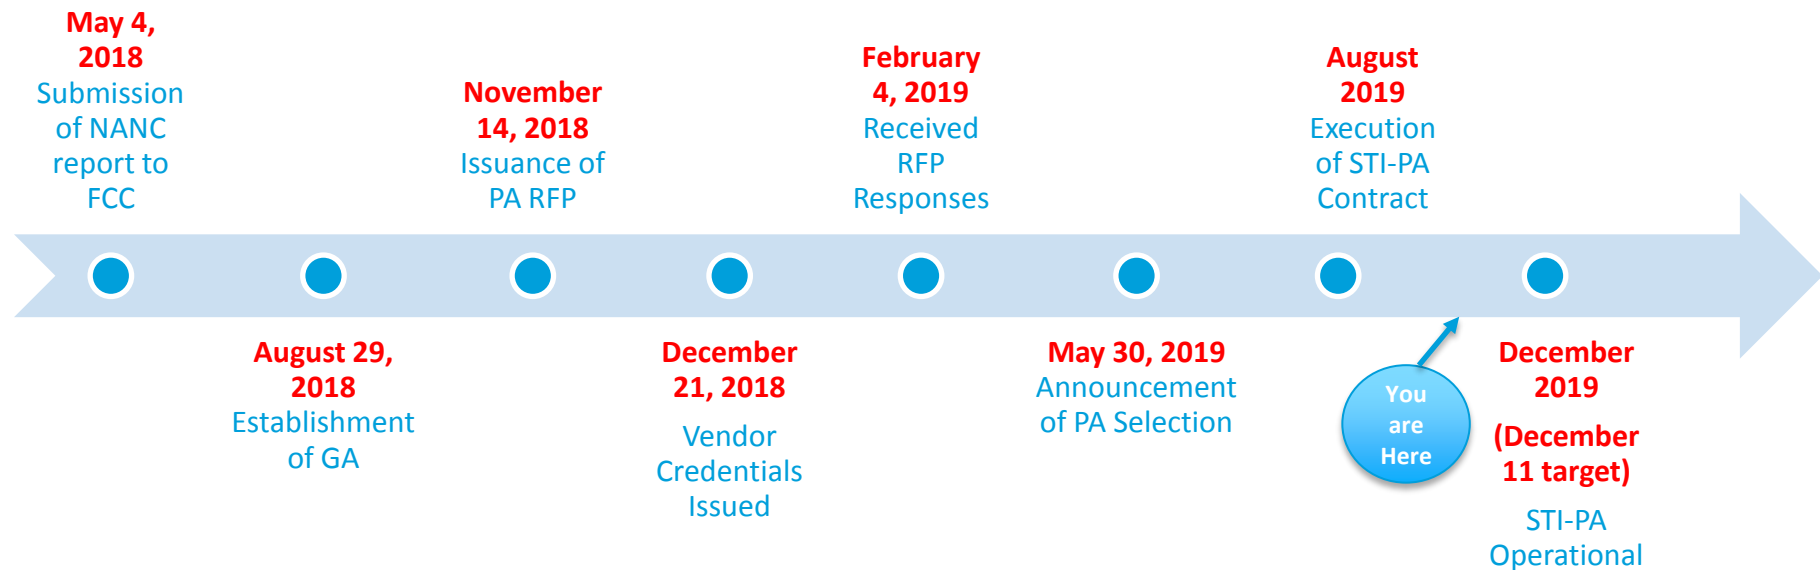 May 4,
2018
Submission
of NANC
report to
FCC
August 29,
2018
Establishment
of GA
November
14, 2018
Issuance of
PA RFP
December
21, 2018
Vendor
Credentials
Issued
February
4, 2019
Received
RFP
Responses
May 30, 2019
Announcement
of PA Selection
August
2019
Execution
of STI-PA
Contract
You
are
Here
December
2019
(December
11 target)
STI-PA
Operational